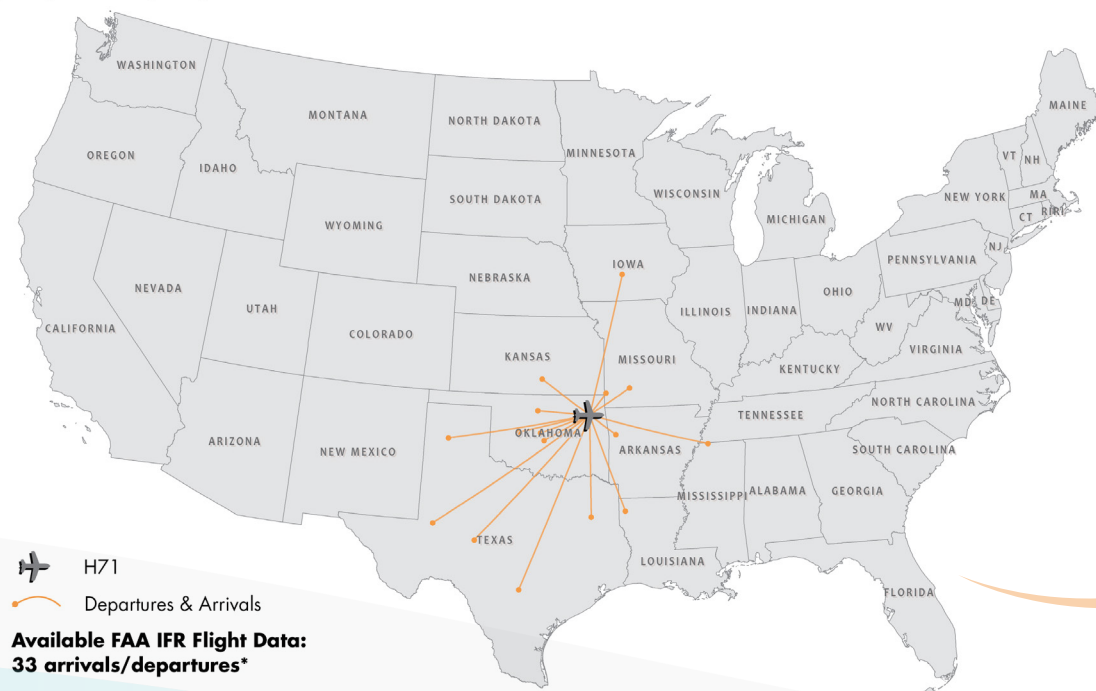 WASHINGTON
MONTANA
NORTH DAKOTA
MINNESOTA
MAINE
OREGON
IDAHO
WISCONSIN
VT
NH
SOUTH DAKOTA
MICHIGAN
NEW YORK
MA
CT
RIRI
WYOMING
IOWA
PENNSYLVANIA
NJ
NEBRASKA
NEVADA
UTAH
OHIO
MD
DE
ILLINOIS
INDIANA
CALIFORNIA
COLORADO
WV
VIRGINIA
KANSAS
MISSOURI
KENTUCKY
NORTH CAROLINA
TENNESSEE
ARIZONA
NEW MEXICO
OKLAHOMA
ARKANSAS
SOUTH CAROLINA
MISSISSIPPI
ALABAMA
GEORGIA
TEXAS
LOUISIANA
FLORIDA
H71
Departures & Arrivals
Available FAA IFR Flight Data:
33 arrivals/departures*